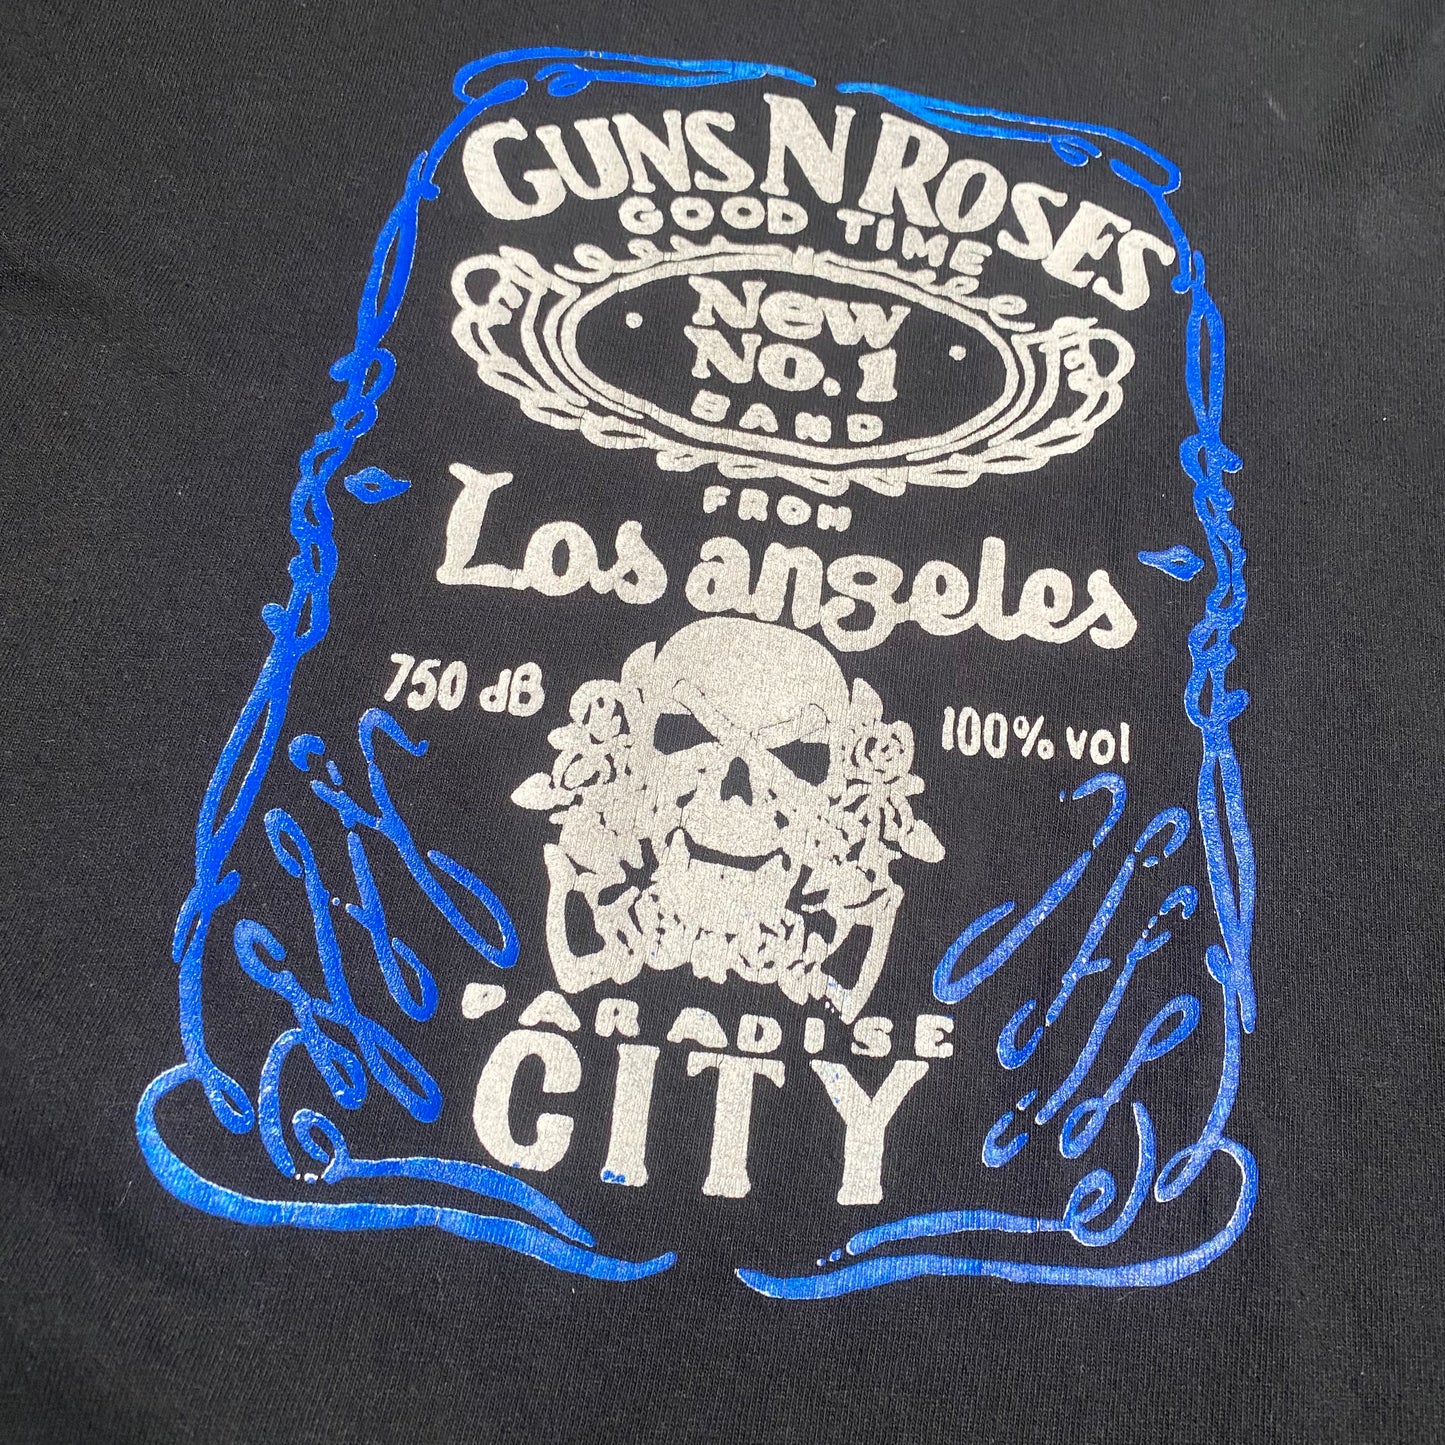 GUNS N ROSES
GOOD TIME
New
No.1
BAND
FROM
Los angeles
750 dB
100% vol
PARADISE
CITY